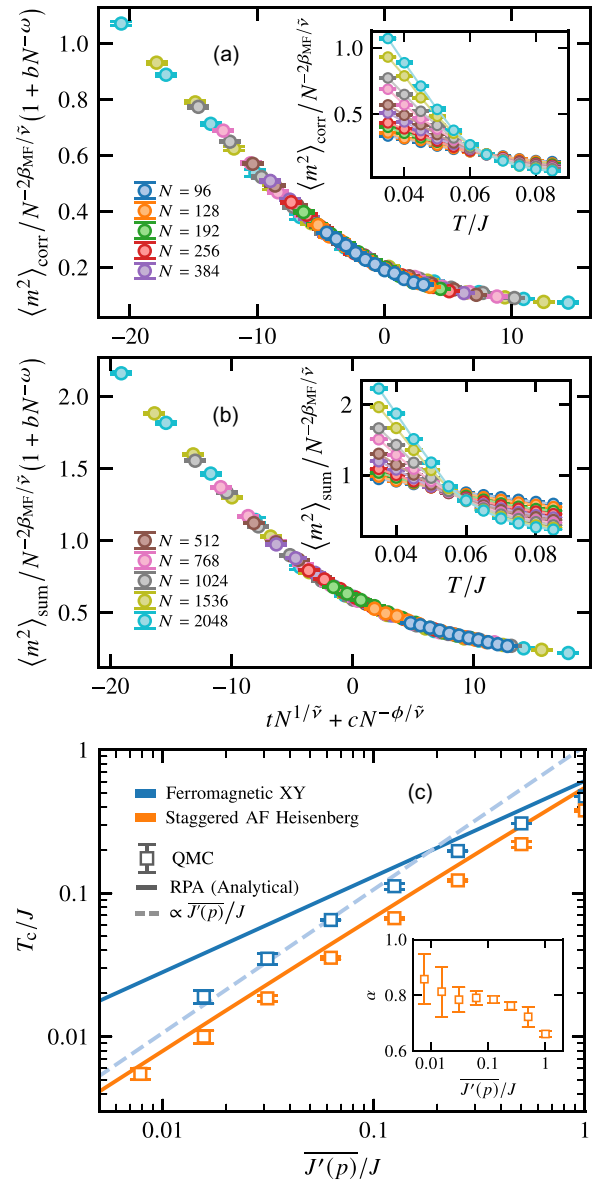 (a)
⟨m²⟩corr/N^{-2β_MF/ν̃}(1 + bN^{-ω})
1.0
0.8
0.6
0.4
0.2
N = 96
N = 128
N = 192
N = 256
N = 384
−20
−10
0
10
⟨m²⟩corr/N^{-2β_MF/ν̃}
1.0
0.5
0.04
0.06
0.08
T/J
(b)
⟨m²⟩sum/N^{-2β_MF/ν̃}(1 + bN^{-ω})
2.0
1.5
1.0
0.5
N = 512
N = 768
N = 1024
N = 1536
N = 2048
⟨m²⟩sum/N^{-2β_MF/ν̃}
2
1
0.04
0.06
0.08
T/J
−20
−10
0
10
tN^{1/ν̃} + cN^{-ϕ/ν̃}
(c)
T_c/J
1
0.1
0.01
Ferromagnetic XY
Staggered AF Heisenberg
QMC
RPA (Analytical)
∝ \overline{J′(p)}/J
α
1.0
0.8
0.6
0.01
0.1
1
\overline{J′(p)}/J
0.01
0.1
1
\overline{J′(p)}/J